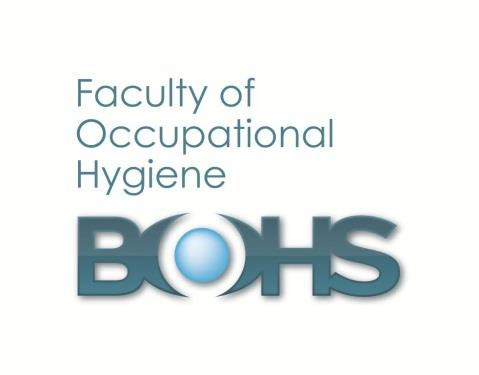 Faculty of
Occupational
Hygiene
BOHS